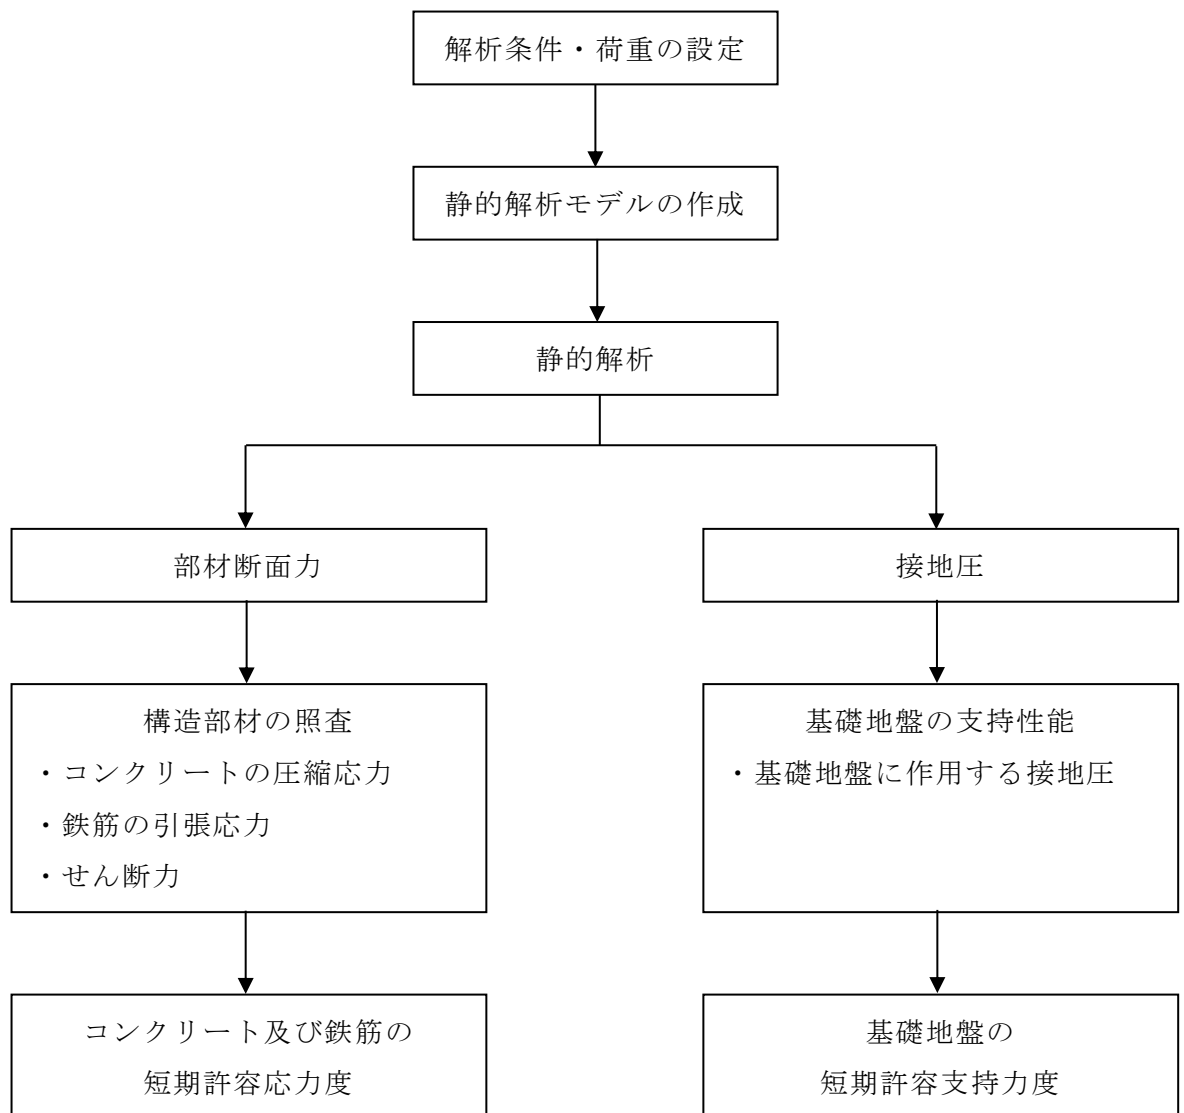 解析条件・荷重の設定
静的解析モデルの作成
静的解析
部材断面力
接地圧
構造部材の照査
・コンクリートの圧縮応力
・鉄筋の引張応力
・せん断力
基礎地盤の支持性能
・基礎地盤に作用する接地圧
コンクリート及び鉄筋の
短期許容応力度
基礎地盤の
短期許容支持力度